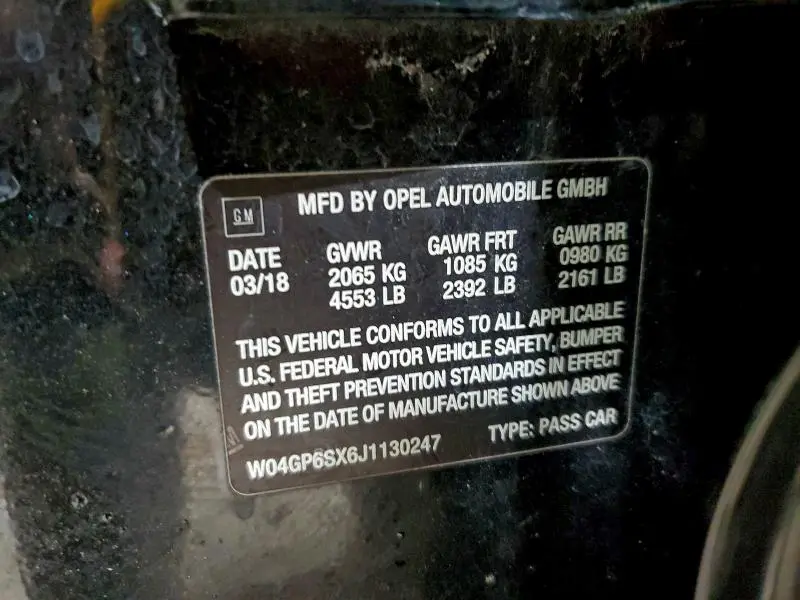 GM
MFD BY OPEL AUTOMOBILE GMBH
DATE GVWR GAWR FRT GAWR RR
03/18 2065 KG 1085 KG 0980 KG
4553 LB 2392 LB 2161 LB
THIS VEHICLE CONFORMS TO ALL APPLICABLE
U.S. FEDERAL MOTOR VEHICLE SAFETY, BUMPER
AND THEFT PREVENTION STANDARDS IN EFFECT
ON THE DATE OF MANUFACTURE SHOWN ABOVE
W04GP6SX6J1130247 TYPE: PASS CAR